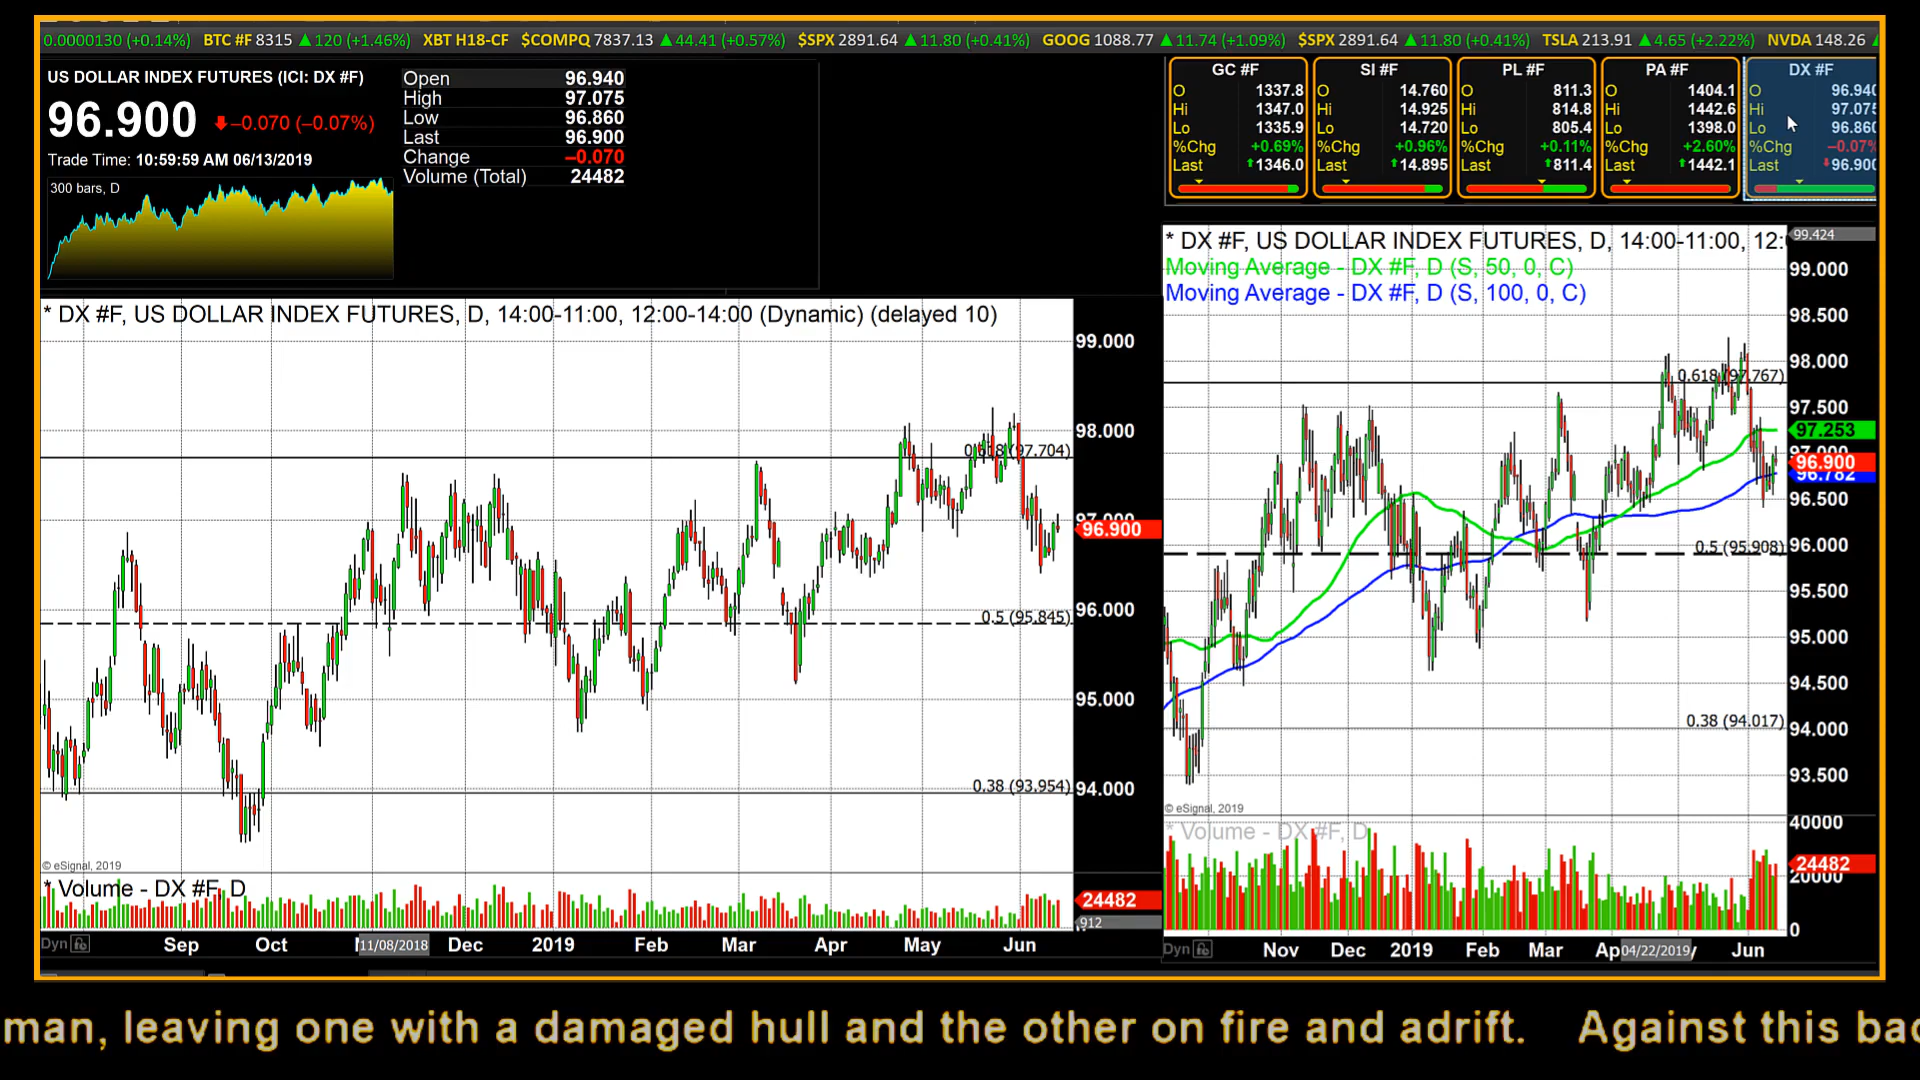 0.0000130 (+0.14%) BTC #F 8315 ▲120 (+1.46%) XBT H18-CF $COMPQ 7837.13 ▲44.41 (+0.57%) $SPX 2891.64 ▲11.80 (+0.41%) GOOG 1088.77 ▲11.74 (+1.09%) $SPX 2891.64 ▲11.80 (+0.41%) TSLA 213.91 ▲4.65 (+2.22%) NVDA 148.26
US DOLLAR INDEX FUTURES (ICI: DX #F)
96.900 –0.070 (–0.07%)
Trade Time: 10:59:59 AM 06/13/2019
300 bars, D
Open 96.940
High 97.075
Low 96.860
Last 96.900
Change –0.070
Volume (Total) 24482
GC #F
O 1337.8
Hi 1347.0
Lo 1335.9
%Chg +0.69%
Last 1346.0
SI #F
O 14.760
Hi 14.925
Lo 14.720
%Chg +0.96%
Last 14.895
PL #F
O 811.3
Hi 814.8
Lo 805.4
%Chg +0.11%
Last 811.4
PA #F
O 1404.1
Hi 1442.6
Lo 1398.0
%Chg +2.60%
Last 1442.1
DX #F
O 96.940
Hi 97.075
Lo 96.860
%Chg –0.07%
Last 96.900
* DX #F, US DOLLAR INDEX FUTURES, D, 14:00-11:00, 12:00-14:00 (Dynamic) (delayed 10)
99.000
98.000
(97.704)
96.900
96.000
0.5 (95.845)
95.000
0.38 (93.954)
94.000
© eSignal, 2019
* Volume - DX #F, D
24482
912
Dyn
Sep Oct 11/08/2018 Dec 2019 Feb Mar Apr May Jun
* DX #F, US DOLLAR INDEX FUTURES, D, 14:00-11:00, 12:
Moving Average - DX #F, D (S, 50, 0, C)
Moving Average - DX #F, D (S, 100, 0, C)
99.424
99.000
98.500
98.000
0.618 (97.767)
97.500
97.253
96.900
96.500
96.000
0.5 (95.908)
95.500
95.000
94.500
0.38 (94.017)
94.000
93.500
© eSignal, 2019
* Volume - DX #F, D
40000
24482
20000
0
Dyn
Nov Dec 2019 Feb Mar Ap 04/22/2019 Jun
man, leaving one with a damaged hull and the other on fire and adrift. Against this bac